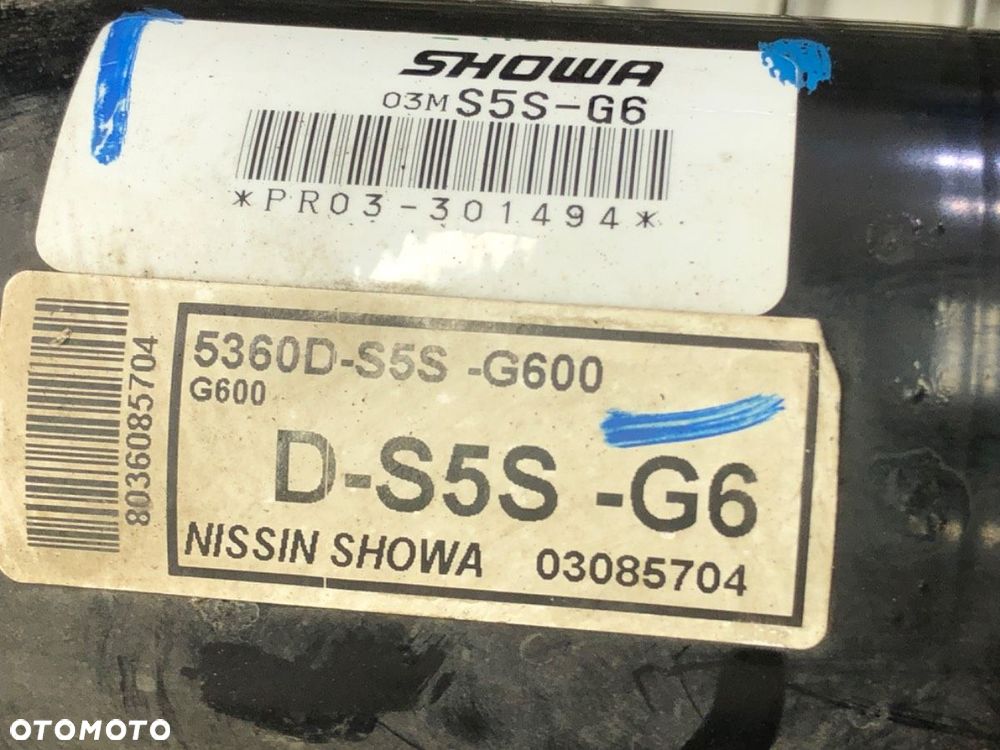 SHOWA
03M S5S-G6
*PR03-301494*
8036085704
5360D-S5S -G600
G600
D-S5S -G6
NISSIN SHOWA 03085704
OTOMOTO